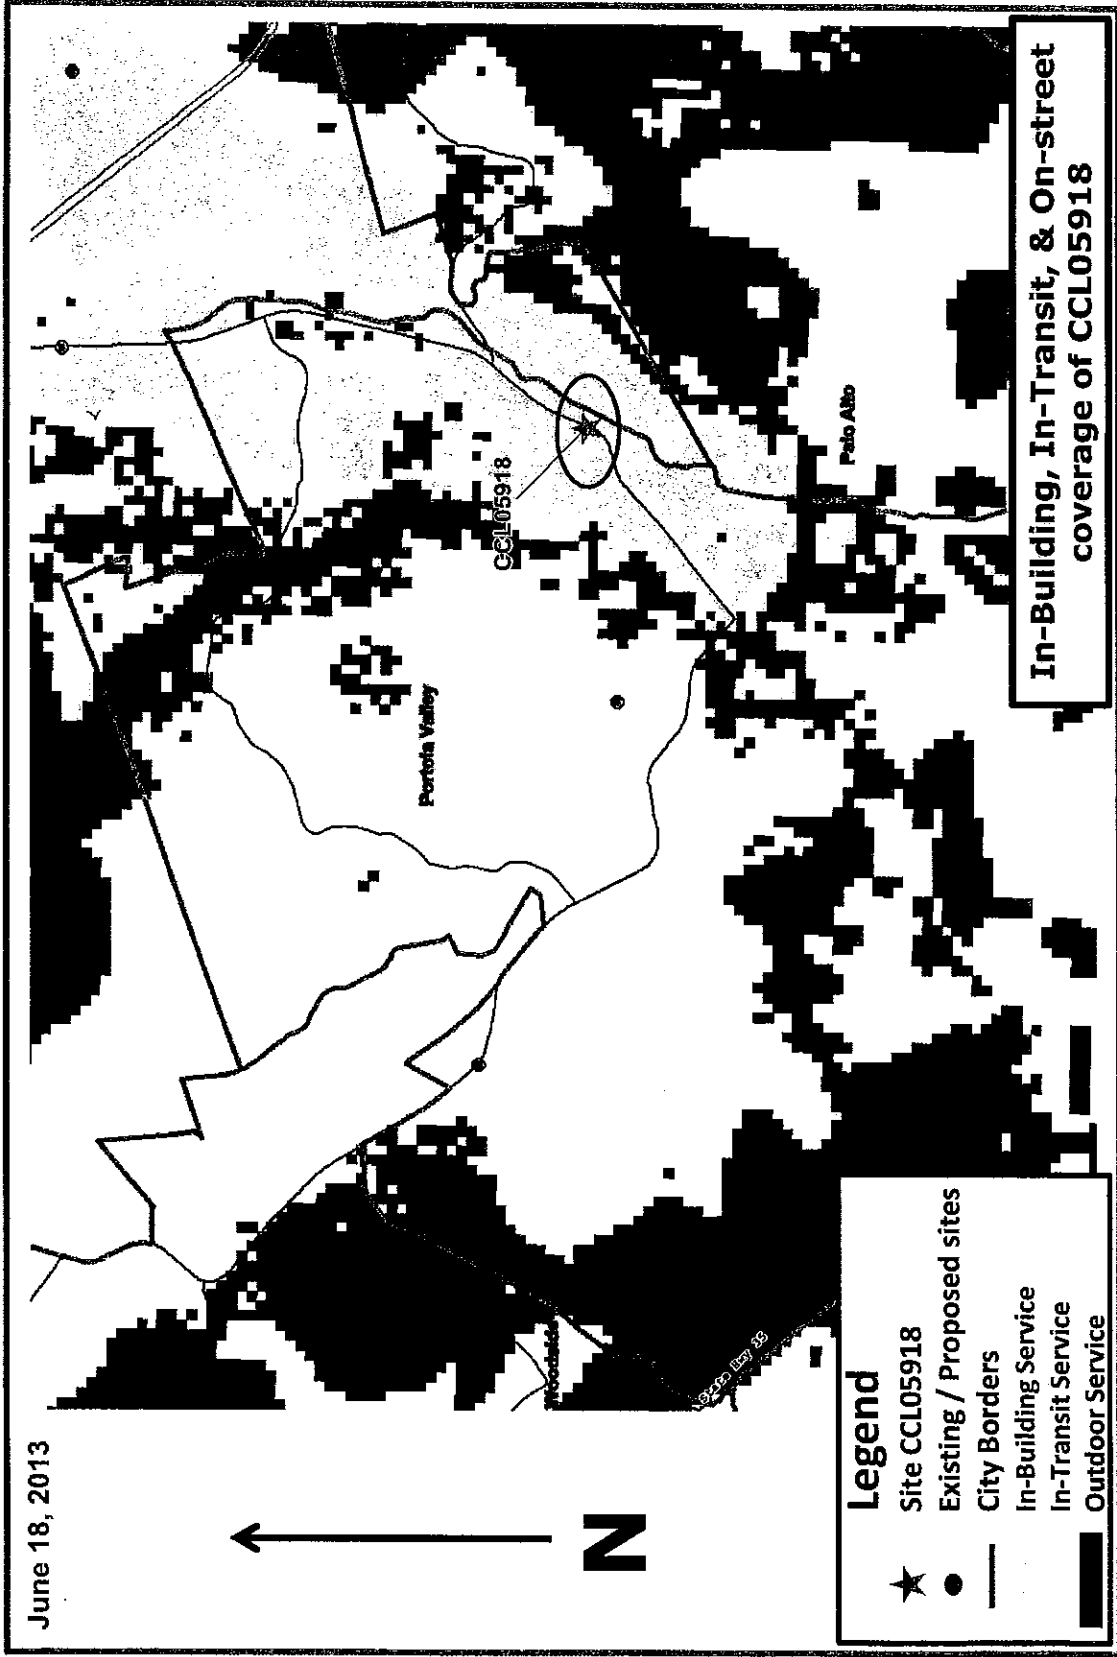 June 18, 2013
N
CCL05918
Portola Valley
Palo Alto
Woodside
State Hwy 35
Legend
Site CCL05918
Existing / Proposed sites
City Borders
In-Building Service
In-Transit Service
Outdoor Service
In-Building, In-Transit, & On-street
coverage of CCL05918